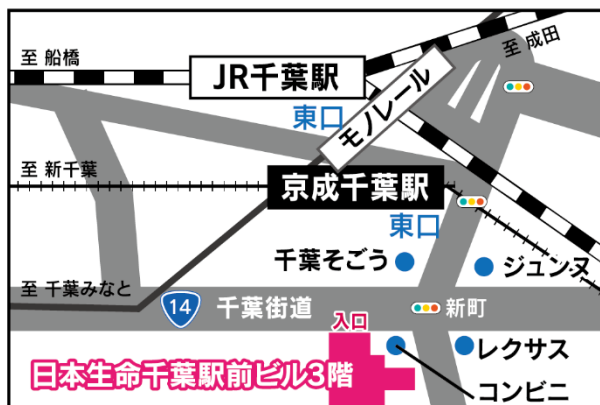 至 船橋
至 成田
JR千葉駅
モノレール
東口
至 新千葉
京成千葉駅
東口
千葉そごう
ジュンヌ
至 千葉みなと
14
千葉街道
新町
入口
日本生命千葉駅前ビル3階
レクサス
コンビニ